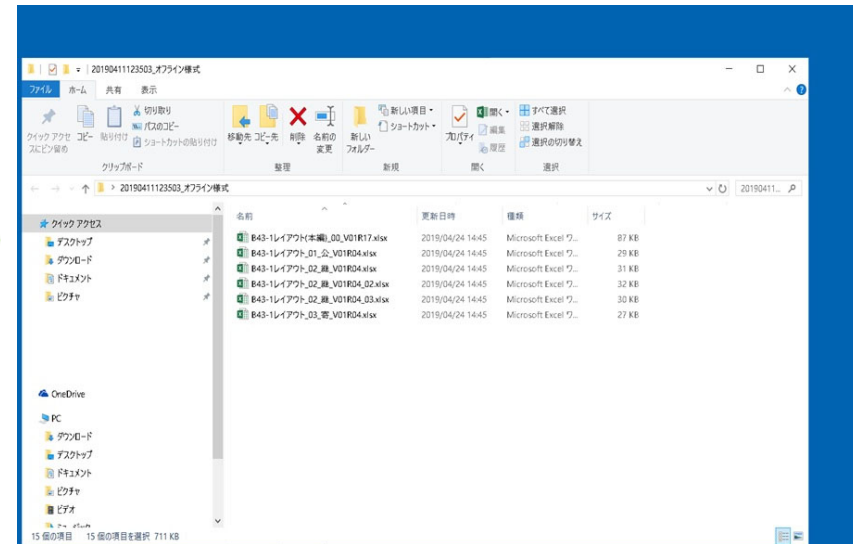 20190411123503_オフライン様式
ファイル ホーム 共有 表示
クイック アクセスにピン留め コピー 貼り付け 切り取り パスのコピー ショートカットの貼り付け 移動先 コピー先 削除 名前の変更 新しいフォルダー 新しい項目 ショートカット プロパティ 開く 編集 履歴 すべて選択 選択解除 選択の切り替え
クリップボード 整理 新規 開く 選択
20190411123503_オフライン様式 20190411...
名前 更新日時 種類 サイズ
クイック アクセス
デスクトップ
ダウンロード
ドキュメント
ピクチャ
OneDrive
PC
ダウンロード
デスクトップ
ドキュメント
ピクチャ
ビデオ
B43-1レイアウト(本編)_00_V01R17.xlsx 2019/04/24 14:45 Microsoft Excel ワ... 87 KB
B43-1レイアウト_01_公_V01R04.xlsx 2019/04/24 14:45 Microsoft Excel ワ... 29 KB
B43-1レイアウト_02_継_V01R04.xlsx 2019/04/24 14:45 Microsoft Excel ワ... 31 KB
B43-1レイアウト_02_継_V01R04_02.xlsx 2019/04/24 14:45 Microsoft Excel ワ... 32 KB
B43-1レイアウト_02_継_V01R04_03.xlsx 2019/04/24 14:45 Microsoft Excel ワ... 30 KB
B43-1レイアウト_03_寄_V01R04.xlsx 2019/04/24 14:45 Microsoft Excel ワ... 27 KB
15 個の項目 15 個の項目を選択 711 KB